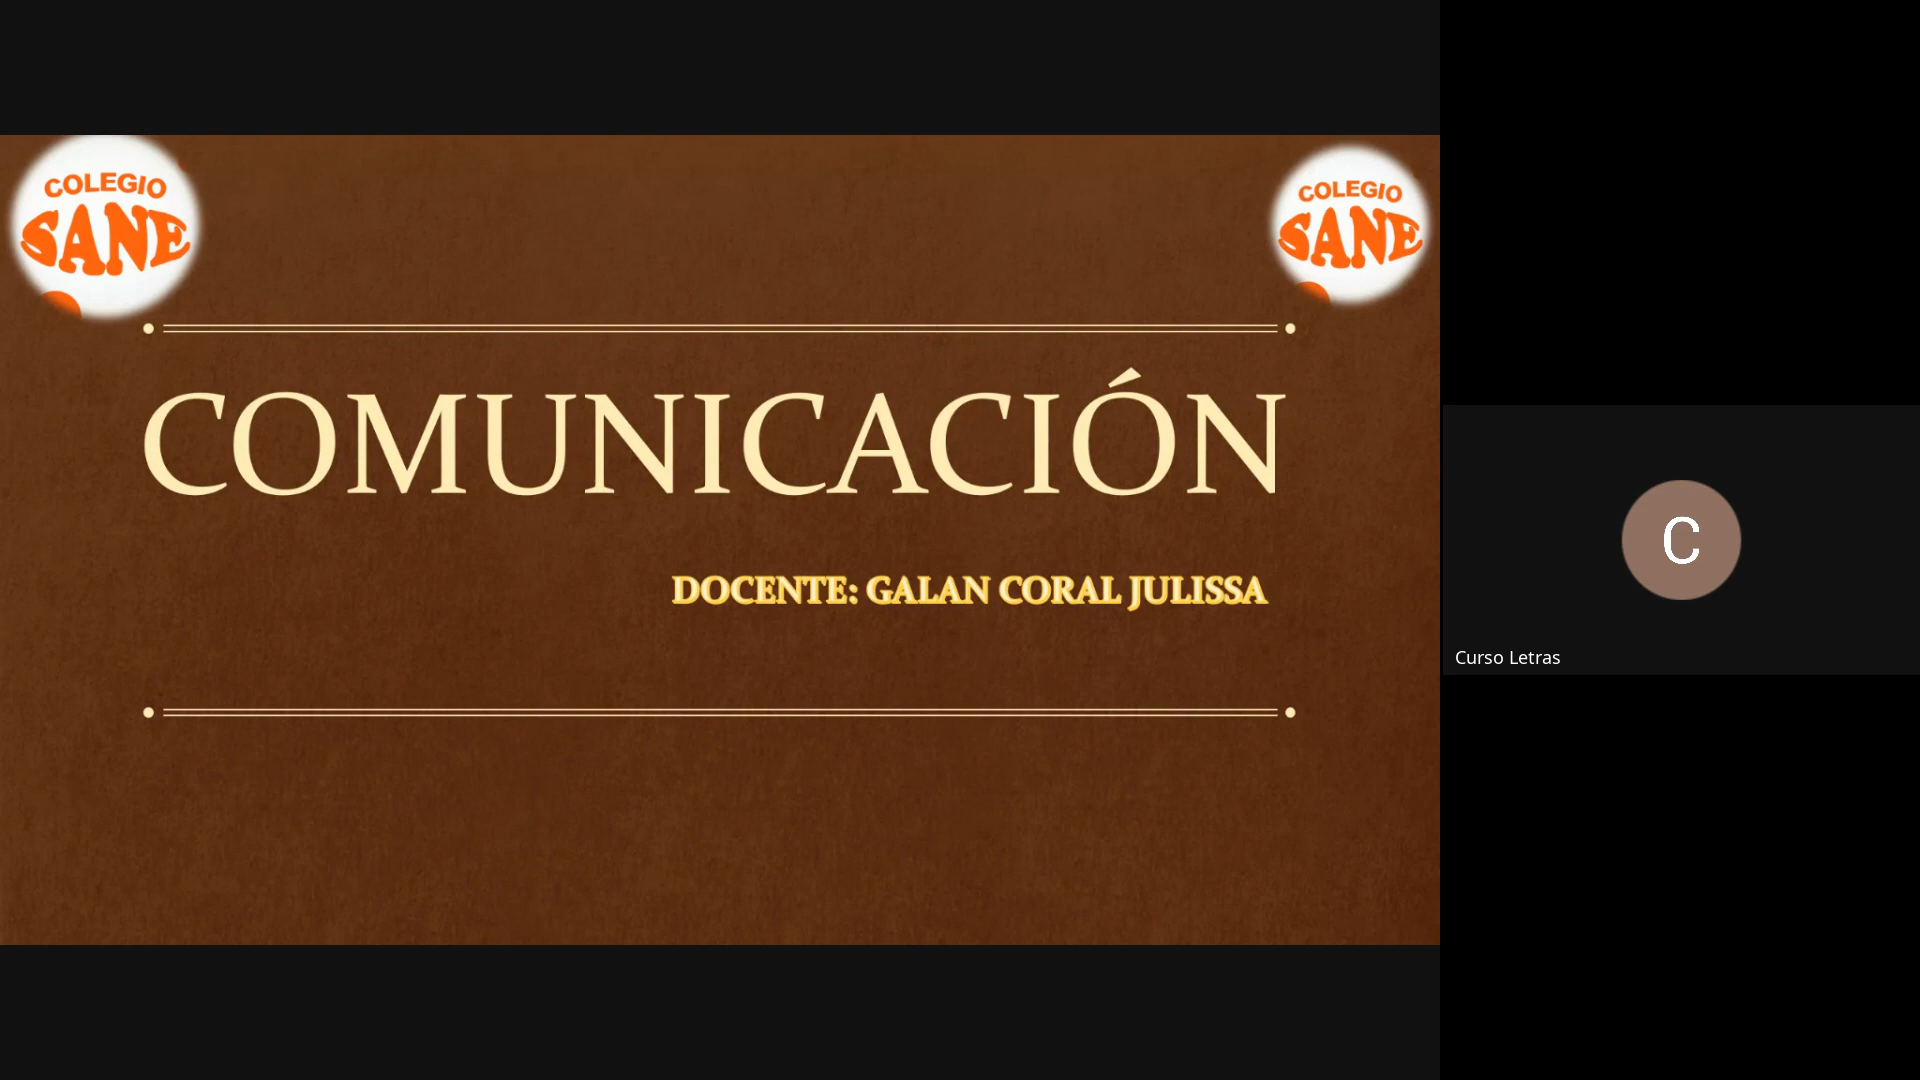 COLEGIO
SANE
COLEGIO
SANE
COMUNICACIÓN
DOCENTE: GALAN CORAL JULISSA
C
Curso Letras